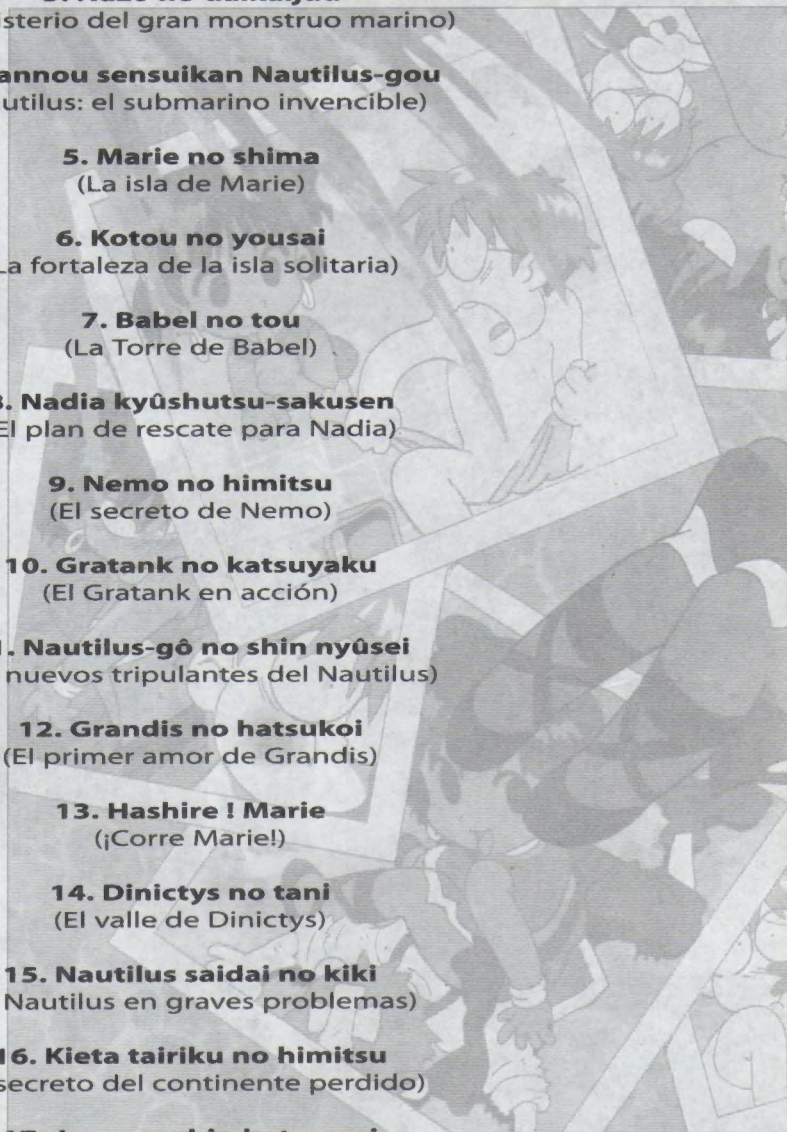 isterio del gran monstruo marino)
annou sensuikan Nautilus-gou
utilus: el submarino invencible)
5. Marie no shima
(La isla de Marie)
6. Kotou no yousai
La fortaleza de la isla solitaria)
7. Babel no tou
(La Torre de Babel)
8. Nadia kyûshutsu-sakusen
El plan de rescate para Nadia)
9. Nemo no himitsu
(El secreto de Nemo)
10. Gratank no katsuyaku
(El Gratank en acción)
. Nautilus-gô no shin nyûsei
nuevos tripulantes del Nautilus)
12. Grandis no hatsukoi
(El primer amor de Grandis)
13. Hashire ! Marie
(¡Corre Marie!)
14. Dinictys no tani
(El valle de Dinictys)
15. Nautilus saidai no kiki
Nautilus en graves problemas)
16. Kieta tairiku no himitsu
secreto del continente perdido)